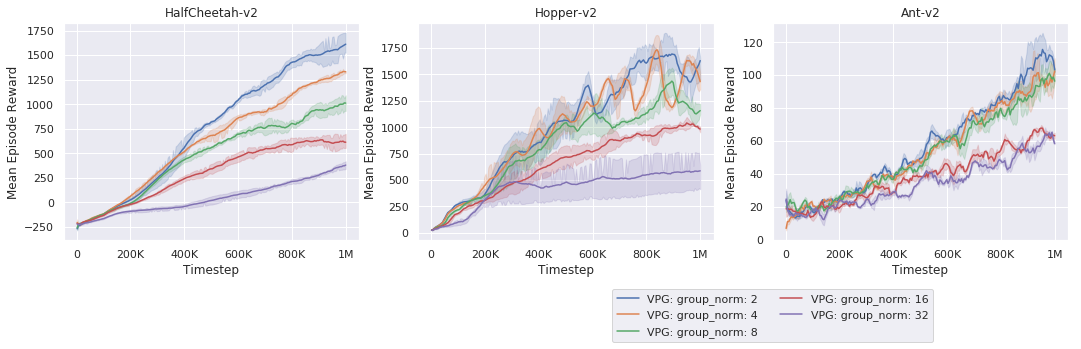 HalfCheetah-v2
Mean Episode Reward
1750
1500
1250
1000
750
500
250
0
−250
0 200K 400K 600K 800K 1M
Timestep
Hopper-v2
Mean Episode Reward
1750
1500
1250
1000
750
500
250
0
0 200K 400K 600K 800K 1M
Timestep
Ant-v2
Mean Episode Reward
120
100
80
60
40
20
0
0 200K 400K 600K 800K 1M
Timestep
VPG: group_norm: 2
VPG: group_norm: 4
VPG: group_norm: 8
VPG: group_norm: 16
VPG: group_norm: 32